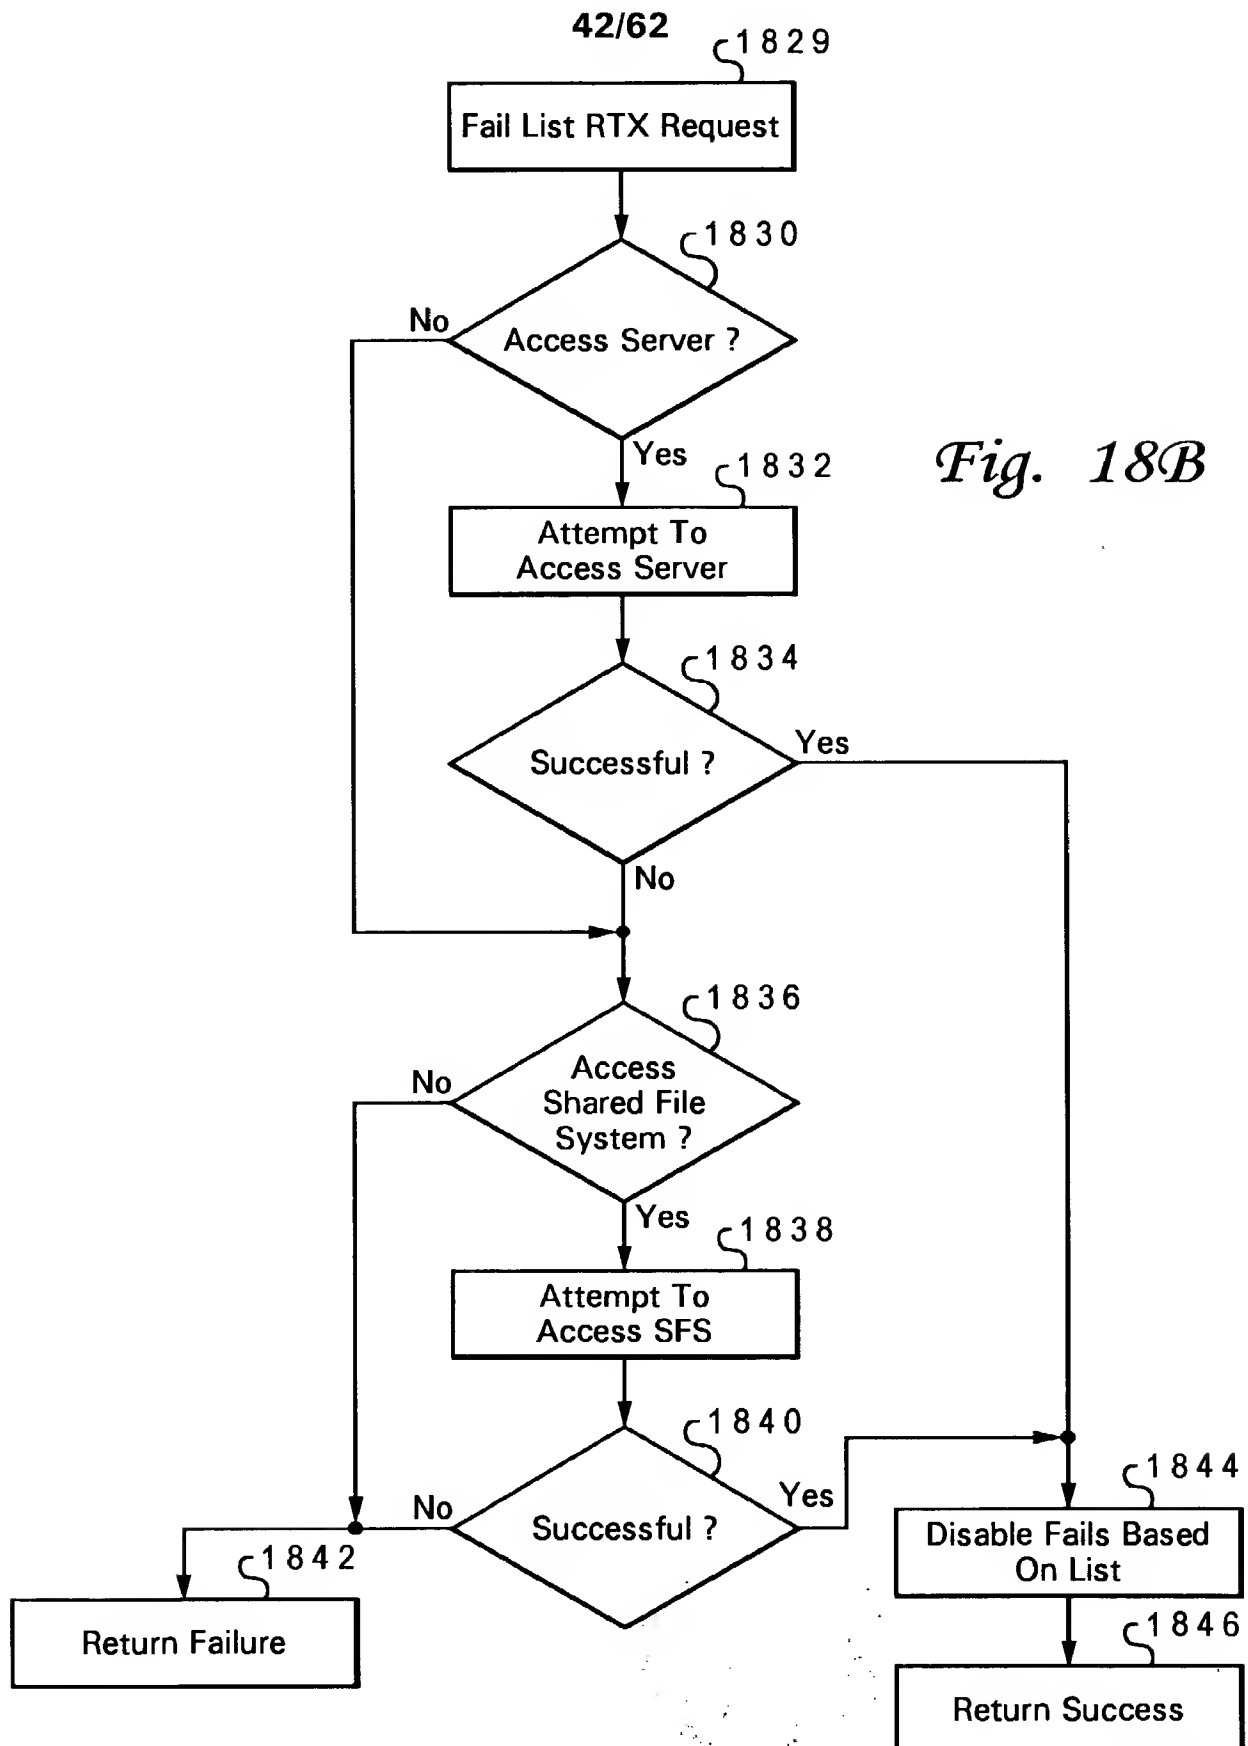 42/62
1829
Fail List RTX Request
1830
No
Access Server ?
Yes
Fig. 18B
1832
Attempt To
Access Server
1834
Yes
Successful ?
No
1836
No
Access
Shared File
System ?
Yes
1838
Attempt To
Access SFS
1840
No
Yes
Successful ?
1844
Disable Fails Based
On List
1842
Return Failure
1846
Return Success